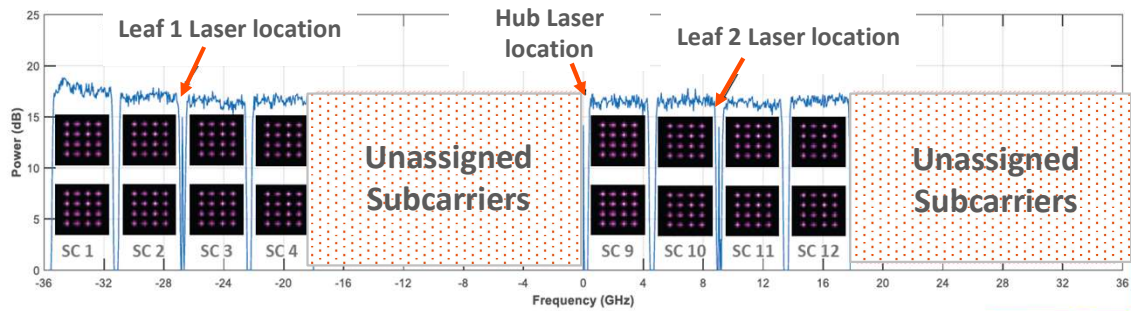 Leaf 1 Laser location
Hub Laser
location
Leaf 2 Laser location
25
20
15
10
5
0
Power (dB)
Unassigned
Subcarriers
Unassigned
Subcarriers
SC 1 SC 2 SC 3 SC 4 SC 9 SC 10 SC 11 SC 12
-36 -32 -28 -24 -20 -16 -12 -8 -4 0 4 8 12 16 20 24 28 32 36
Frequency (GHz)